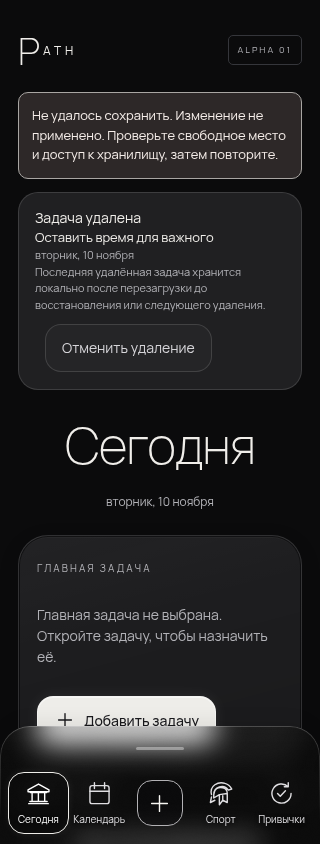 PATH
ALPHA 01
Не удалось сохранить. Изменение не
применено. Проверьте свободное место
и доступ к хранилищу, затем повторите.
Задача удалена
Оставить время для важного
вторник, 10 ноября
Последняя удалённая задача хранится
локально после перезагрузки до
восстановления или следующего удаления.
Отменить удаление
Сегодня
вторник, 10 ноября
ГЛАВНАЯ ЗАДАЧА
Главная задача не выбрана.
Откройте задачу, чтобы назначить
её.
Добавить задачу
Сегодня Календарь Спорт Привычки